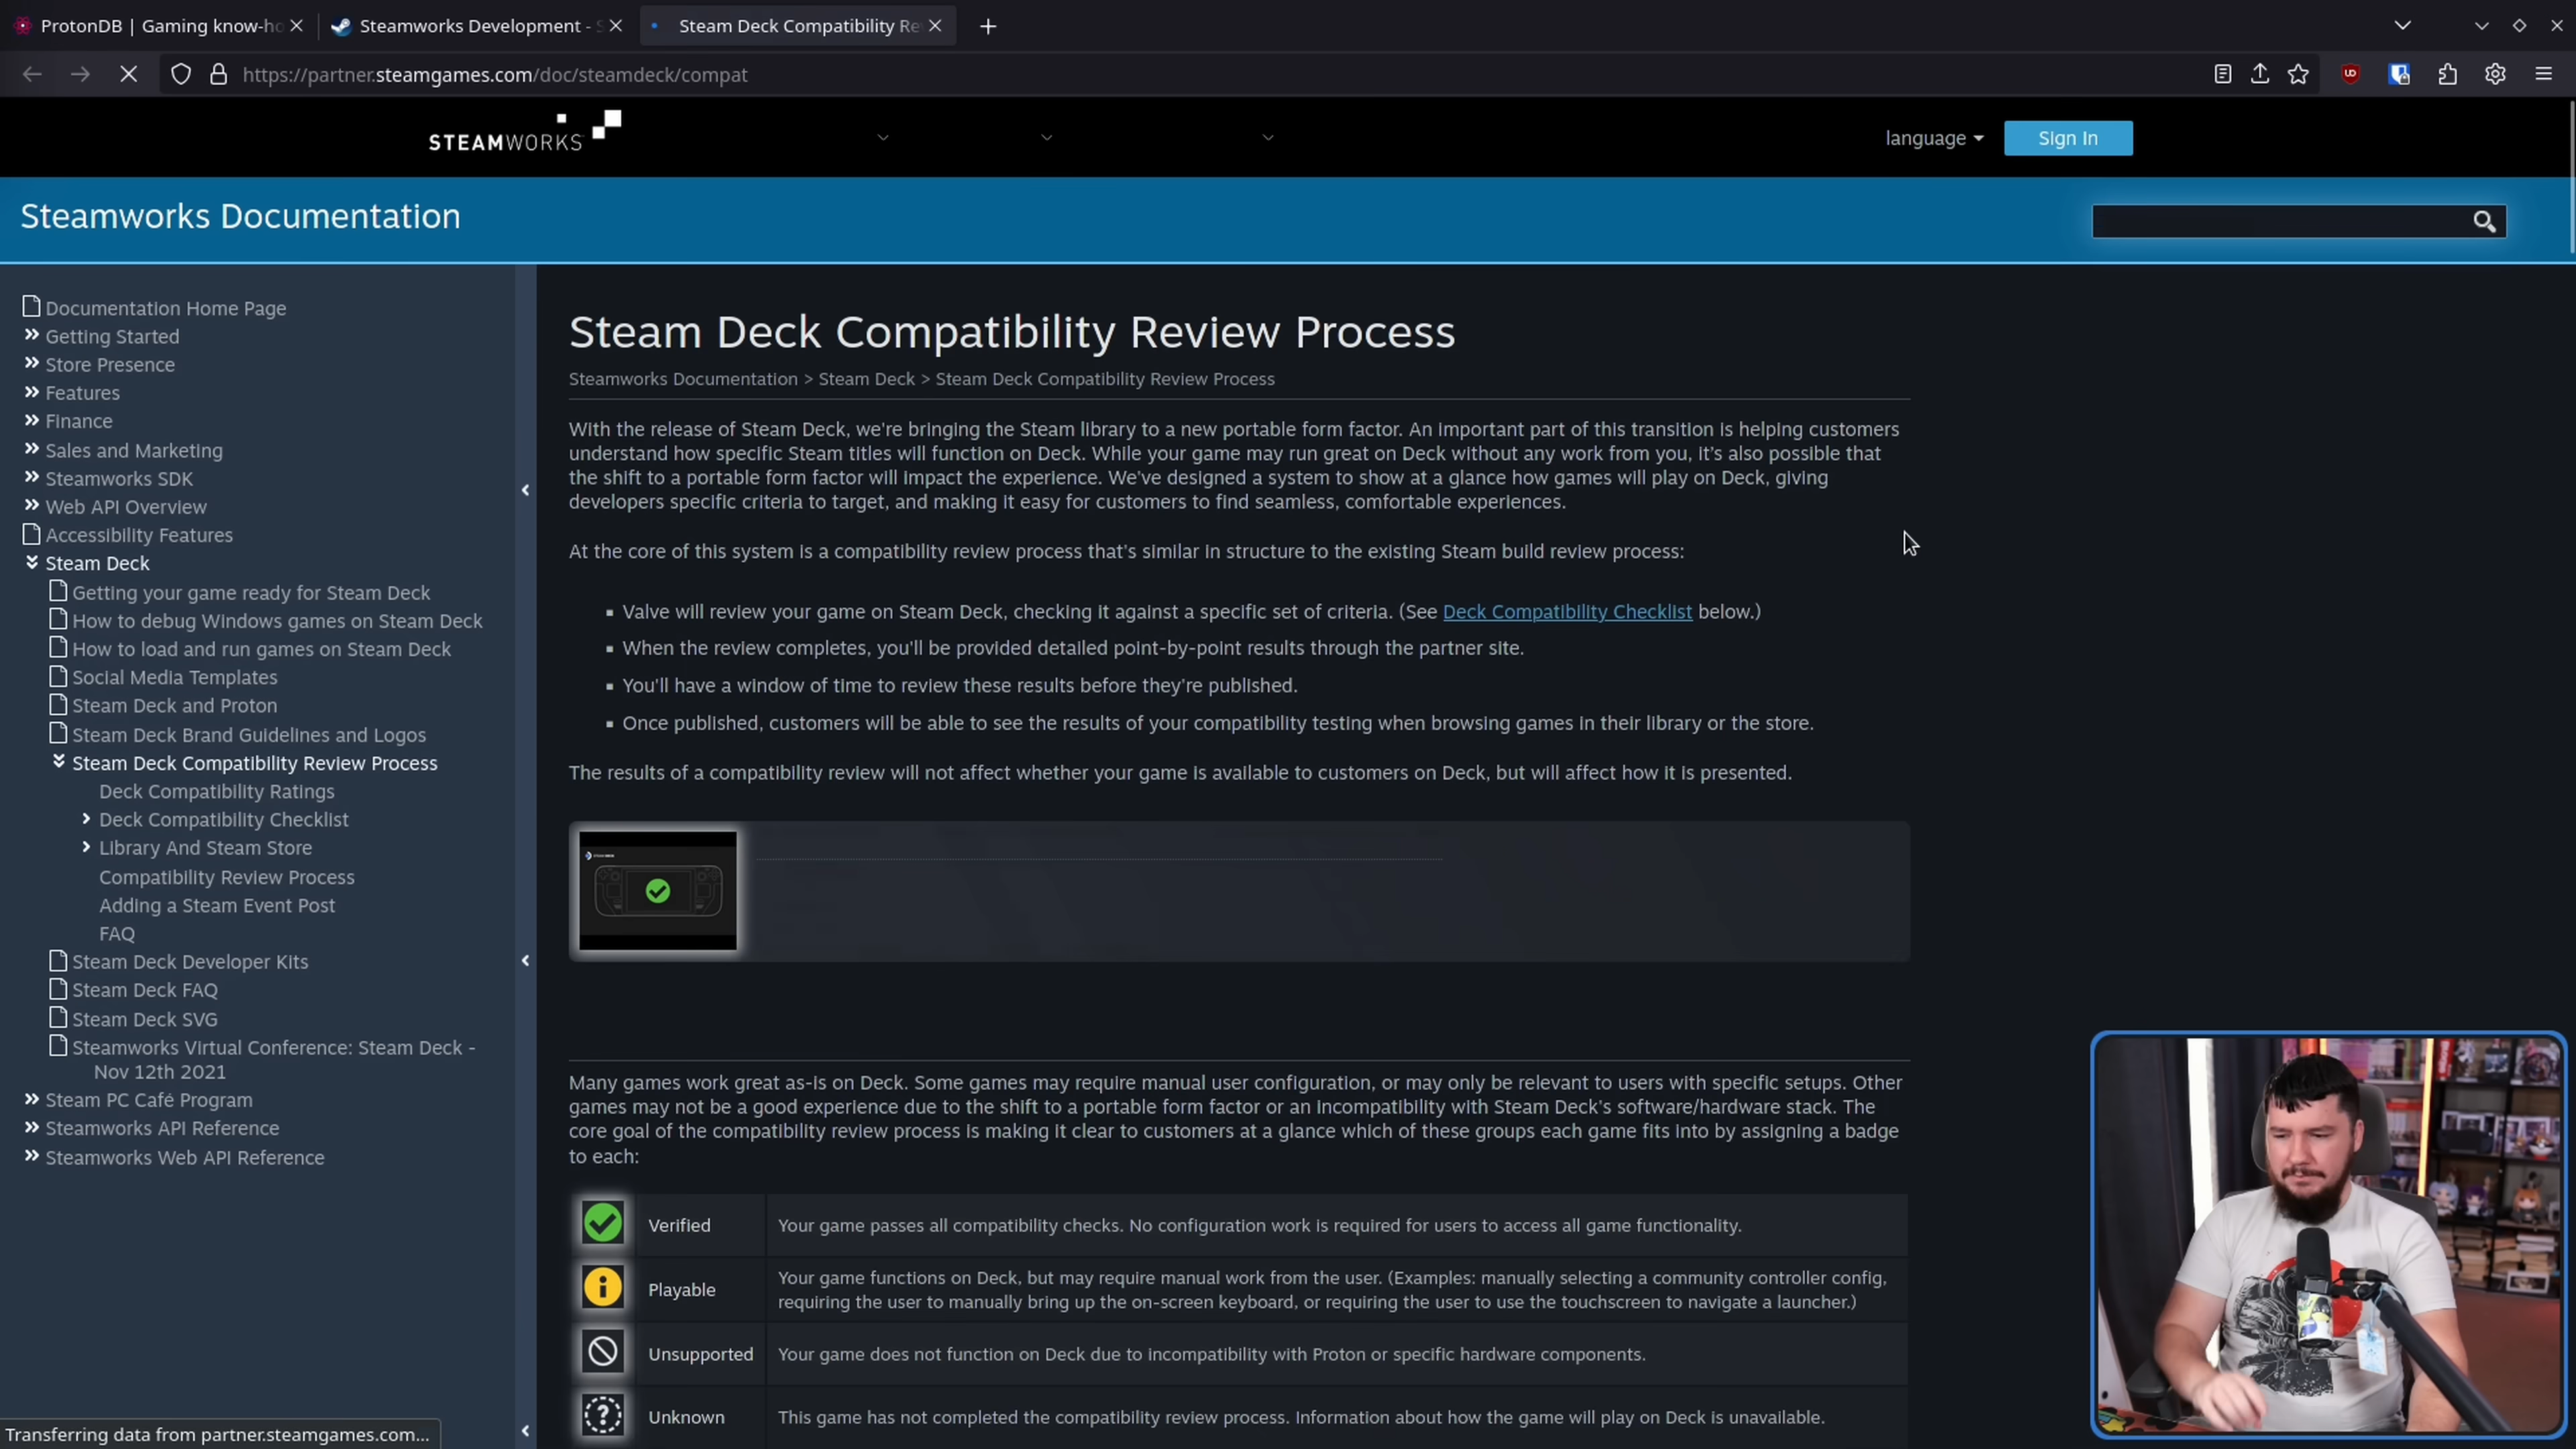 ProtonDB | Gaming know-ho
Steamworks Development - S
Steam Deck Compatibility Re
https://partner.steamgames.com/doc/steamdeck/compat
STEAMWORKS
language
Sign In
Steamworks Documentation
Documentation Home Page
Getting Started
Store Presence
Features
Finance
Sales and Marketing
Steamworks SDK
Web API Overview
Accessibility Features
Steam Deck
Getting your game ready for Steam Deck
How to debug Windows games on Steam Deck
How to load and run games on Steam Deck
Social Media Templates
Steam Deck and Proton
Steam Deck Brand Guidelines and Logos
Steam Deck Compatibility Review Process
Deck Compatibility Ratings
Deck Compatibility Checklist
Library And Steam Store
Compatibility Review Process
Adding a Steam Event Post
FAQ
Steam Deck Developer Kits
Steam Deck FAQ
Steam Deck SVG
Steamworks Virtual Conference: Steam Deck -
Nov 12th 2021
Steam PC Café Program
Steamworks API Reference
Steamworks Web API Reference
Transferring data from partner.steamgames.com...
Steam Deck Compatibility Review Process
Steamworks Documentation > Steam Deck > Steam Deck Compatibility Review Process
With the release of Steam Deck, we're bringing the Steam library to a new portable form factor. An important part of this transition is helping customers
understand how specific Steam titles will function on Deck. While your game may run great on Deck without any work from you, it's also possible that
the shift to a portable form factor will impact the experience. We've designed a system to show at a glance how games will play on Deck, giving
developers specific criteria to target, and making it easy for customers to find seamless, comfortable experiences.
At the core of this system is a compatibility review process that's similar in structure to the existing Steam build review process:
▪ Valve will review your game on Steam Deck, checking it against a specific set of criteria. (See Deck Compatibility Checklist below.)
▪ When the review completes, you'll be provided detailed point-by-point results through the partner site.
▪ You'll have a window of time to review these results before they're published.
▪ Once published, customers will be able to see the results of your compatibility testing when browsing games in their library or the store.
The results of a compatibility review will not affect whether your game is available to customers on Deck, but will affect how it is presented.
Many games work great as-is on Deck. Some games may require manual user configuration, or may only be relevant to users with specific setups. Other
games may not be a good experience due to the shift to a portable form factor or an incompatibility with Steam Deck's software/hardware stack. The
core goal of the compatibility review process is making it clear to customers at a glance which of these groups each game fits into by assigning a badge
to each:
Verified
Your game passes all compatibility checks. No configuration work is required for users to access all game functionality.
Playable
Your game functions on Deck, but may require manual work from the user. (Examples: manually selecting a community controller config,
requiring the user to manually bring up the on-screen keyboard, or requiring the user to use the touchscreen to navigate a launcher.)
Unsupported
Your game does not function on Deck due to incompatibility with Proton or specific hardware components.
Unknown
This game has not completed the compatibility review process. Information about how the game will play on Deck is unavailable.